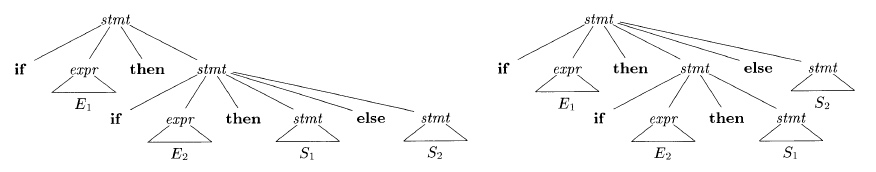 stmt stmt
if expr then stmt if expr then stmt else stmt
E1 E1 S2
if expr then stmt else stmt if expr then stmt
E2 S1 S2 E2 S1